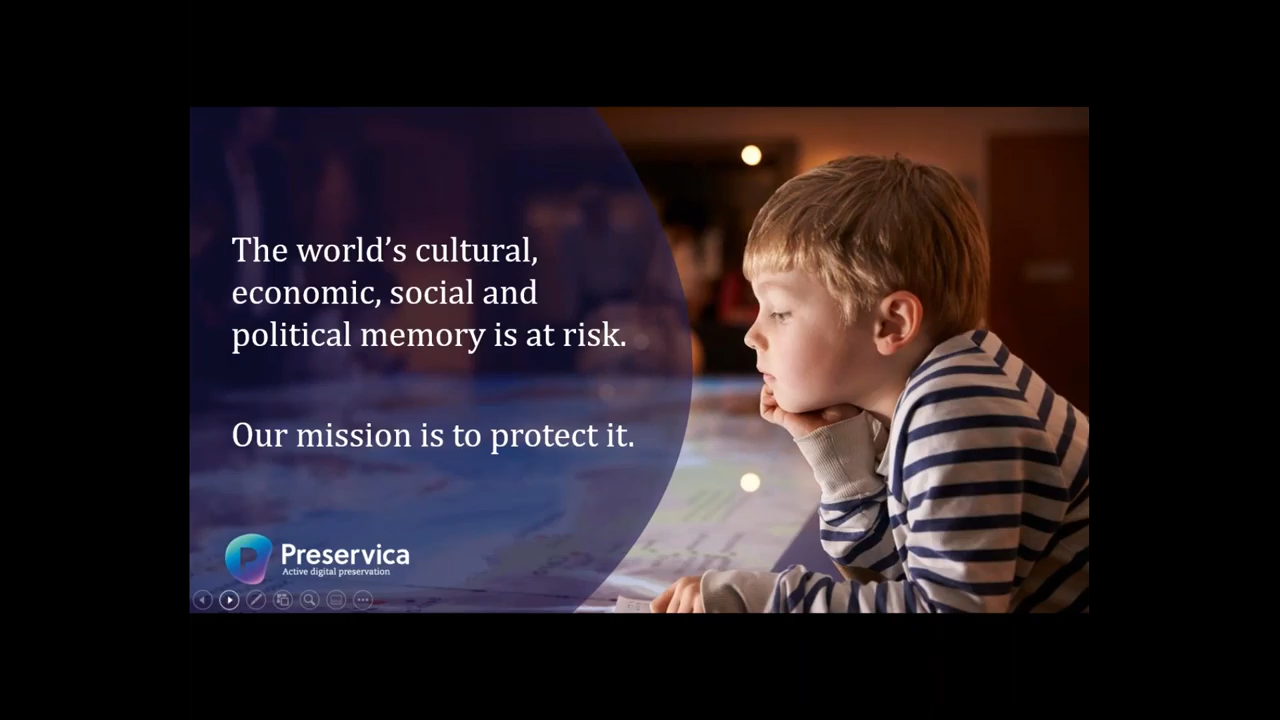 The world’s cultural,
economic, social and
political memory is at risk.
Our mission is to protect it.
Preservica
Active digital preservation